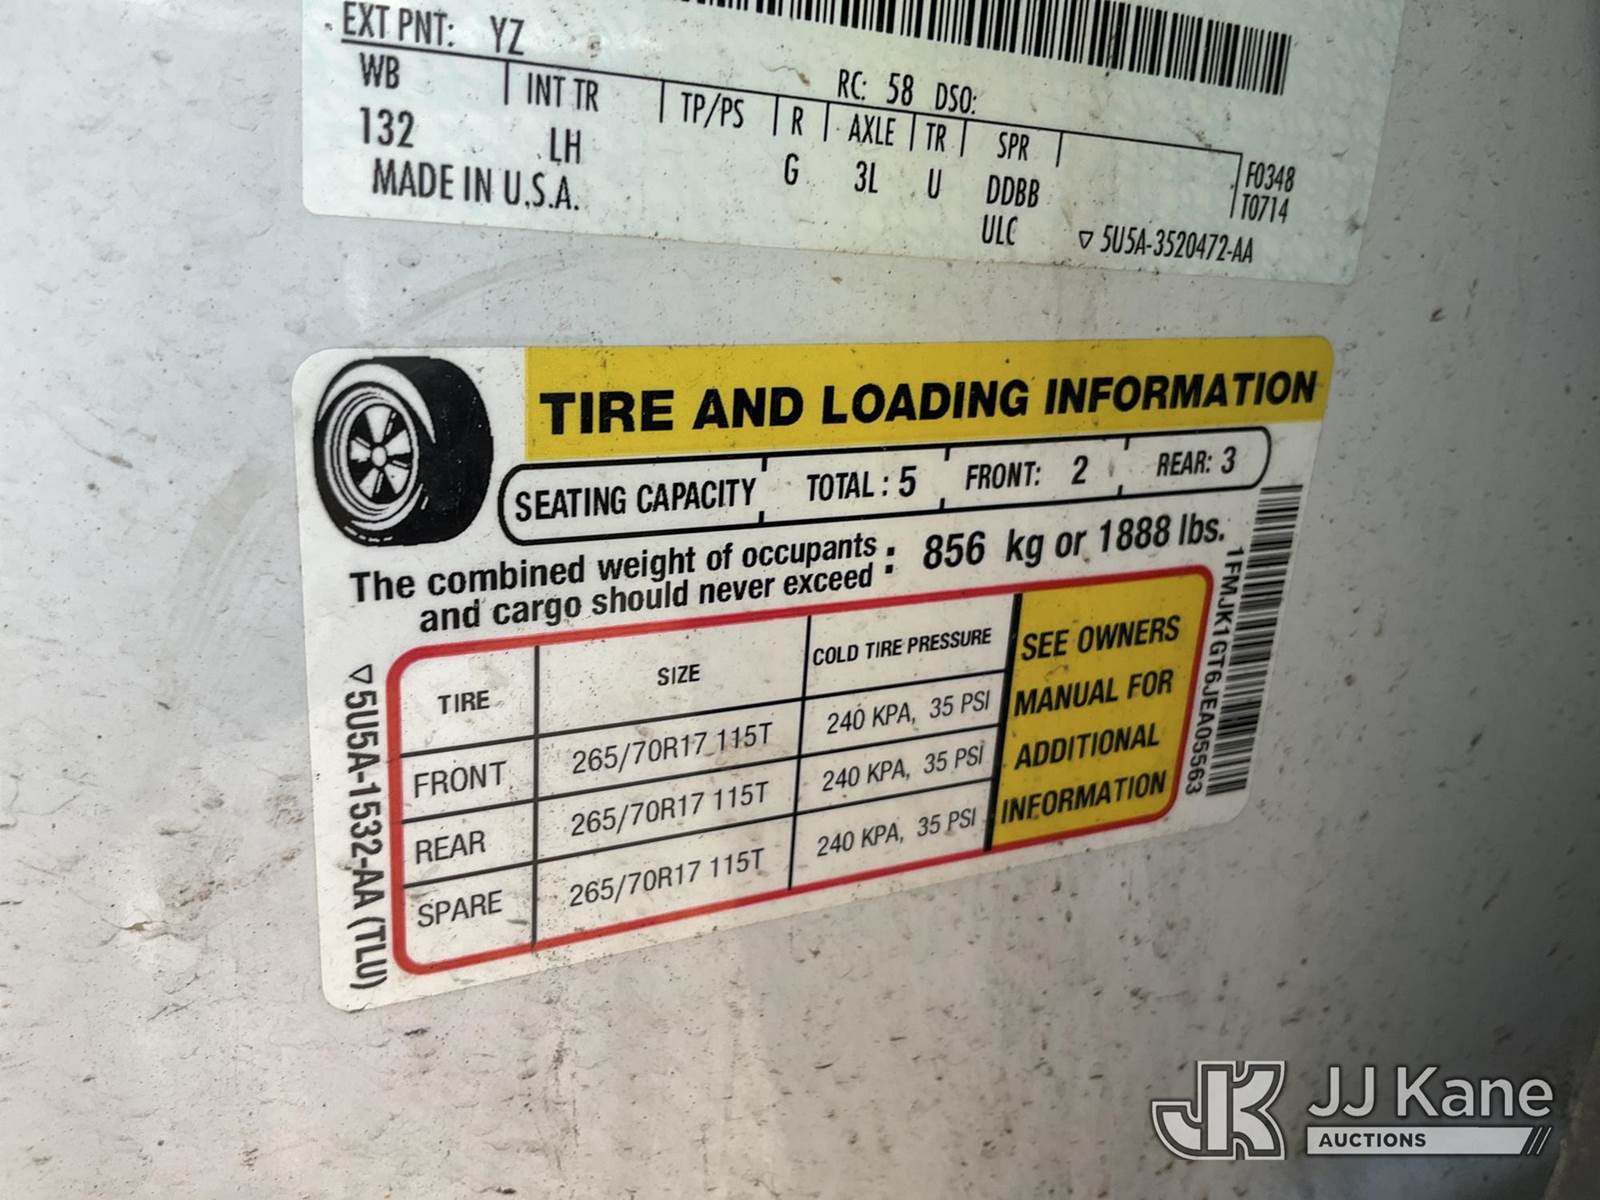 EXT PNT: YZ
RC: 58 DSO:
WB INT TR TP/PS R AXLE TR SPR
132 LH G 3L U DDBB
F0348
T0714
MADE IN U.S.A.
ULC
5U5A-3520472-AA
TIRE AND LOADING INFORMATION
SEATING CAPACITY TOTAL : 5 FRONT: 2 REAR: 3
The combined weight of occupants
and cargo should never exceed : 856 kg or 1888 lbs.
TIRE SIZE COLD TIRE PRESSURE
FRONT 265/70R17 115T 240 KPA, 35 PSI
REAR 265/70R17 115T 240 KPA, 35 PSI
SPARE 265/70R17 115T 240 KPA, 35 PSI
SEE OWNERS
MANUAL FOR
ADDITIONAL
INFORMATION
5U5A-1532-AA (TLU)
1FMJK1GT6JEA05563
JK JJ Kane
AUCTIONS